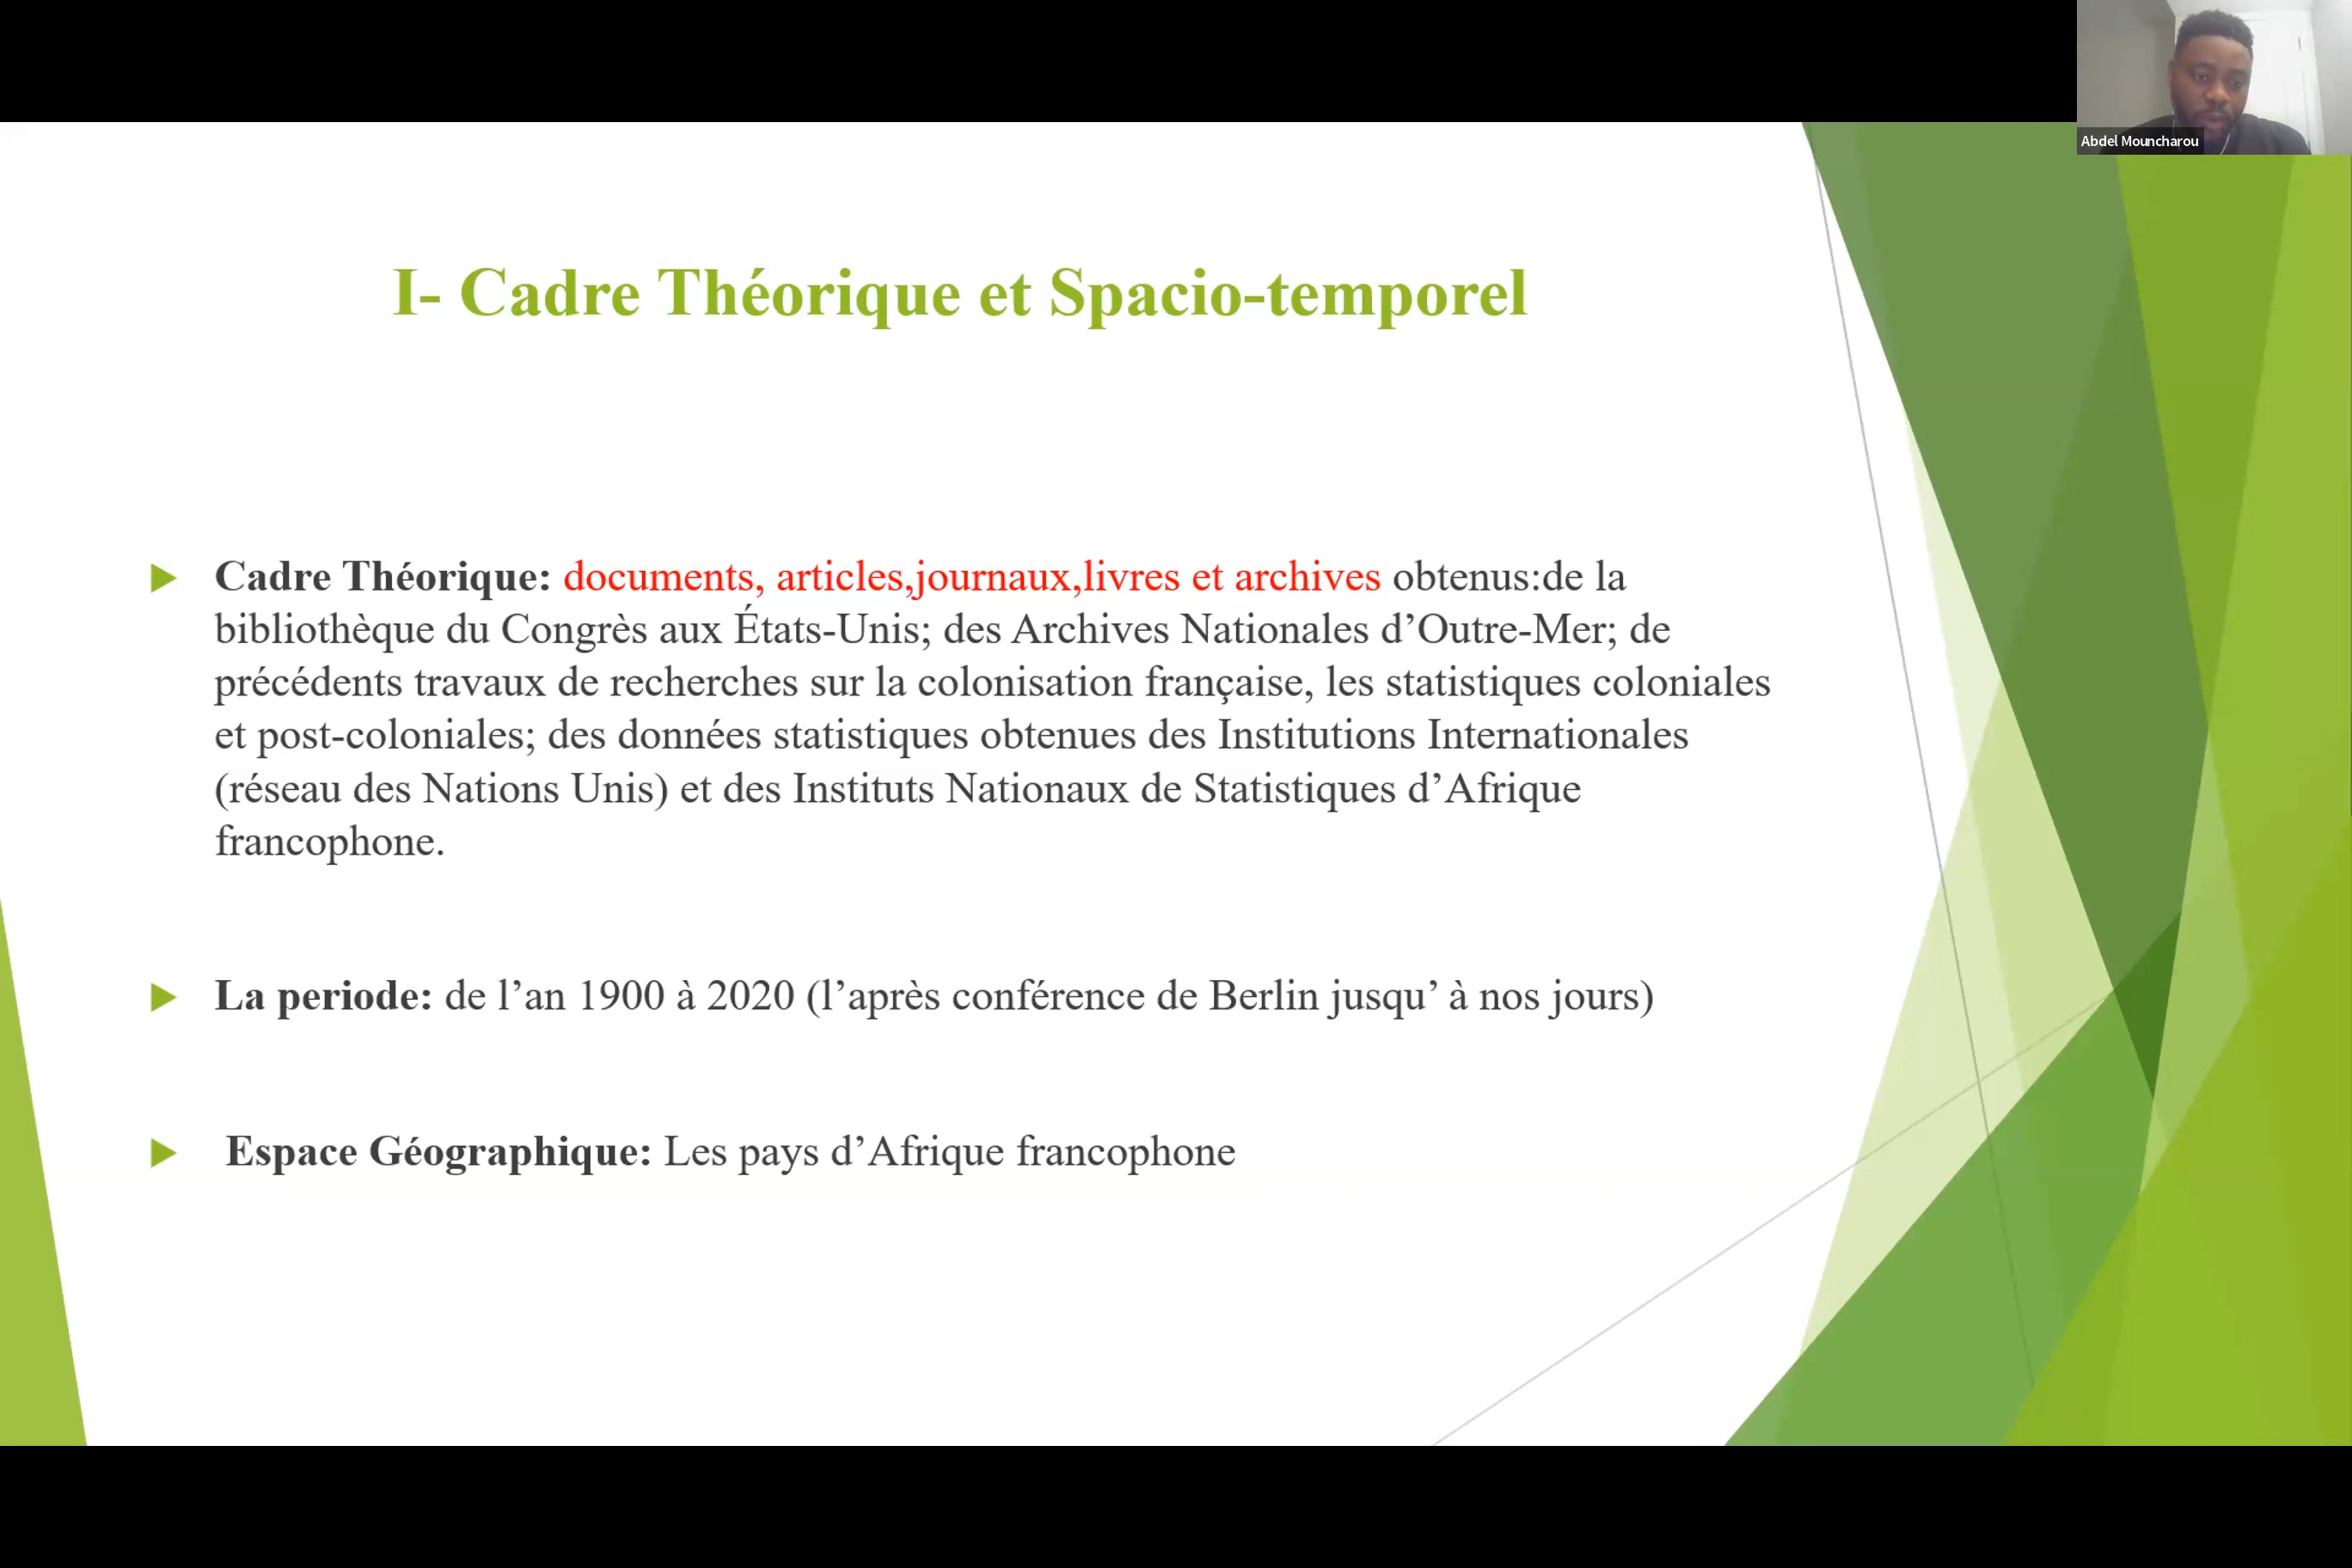 Abdel Mouncharou
I- Cadre Théorique et Spacio-temporel
Cadre Théorique: documents, articles,journaux,livres et archives obtenus:de la
bibliothèque du Congrès aux États-Unis; des Archives Nationales d’Outre-Mer; de
précédents travaux de recherches sur la colonisation française, les statistiques coloniales
et post-coloniales; des données statistiques obtenues des Institutions Internationales
(réseau des Nations Unis) et des Instituts Nationaux de Statistiques d’Afrique
francophone.
La periode: de l’an 1900 à 2020 (l’après conférence de Berlin jusqu’ à nos jours)
Espace Géographique: Les pays d’Afrique francophone